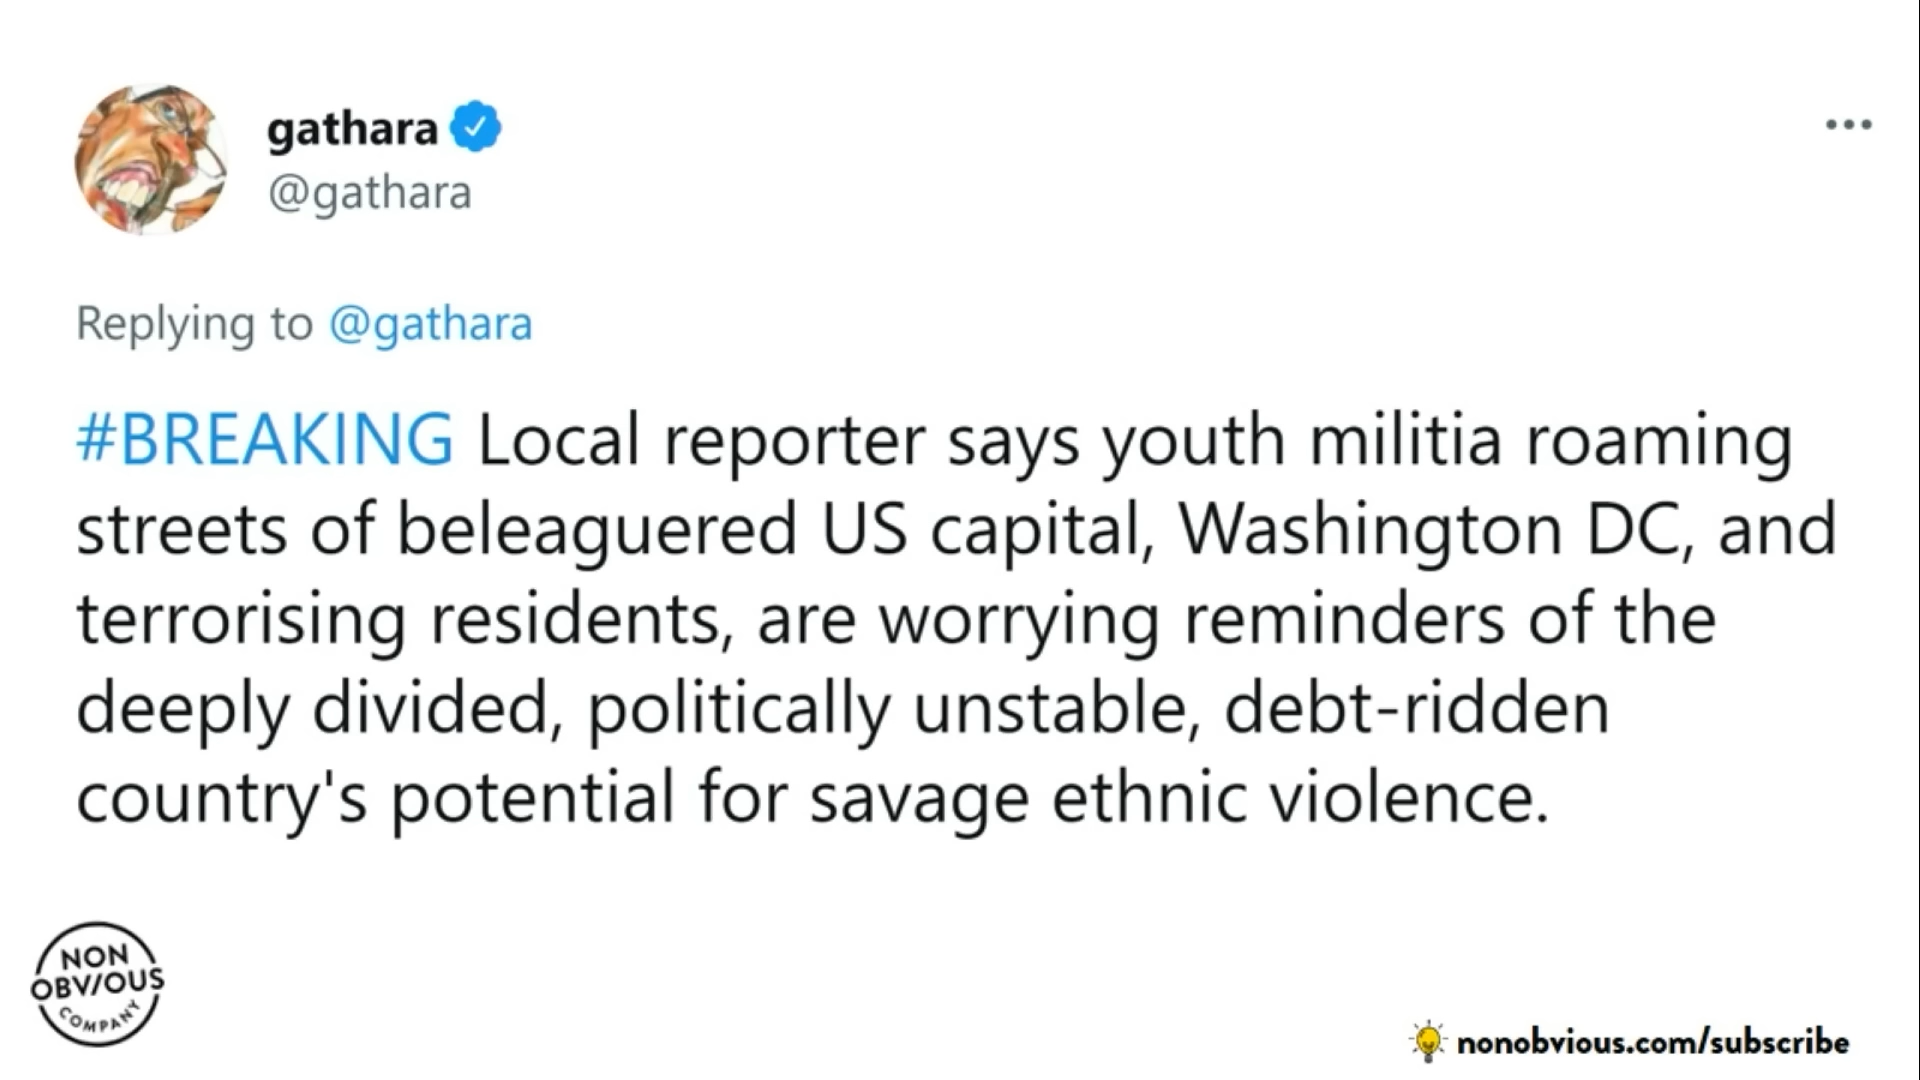 gathara
@gathara
Replying to @gathara
#BREAKING Local reporter says youth militia roaming
streets of beleaguered US capital, Washington DC, and
terrorising residents, are worrying reminders of the
deeply divided, politically unstable, debt-ridden
country's potential for savage ethnic violence.
NON
OBV/OUS
COMPANY
nonobvious.com/subscribe